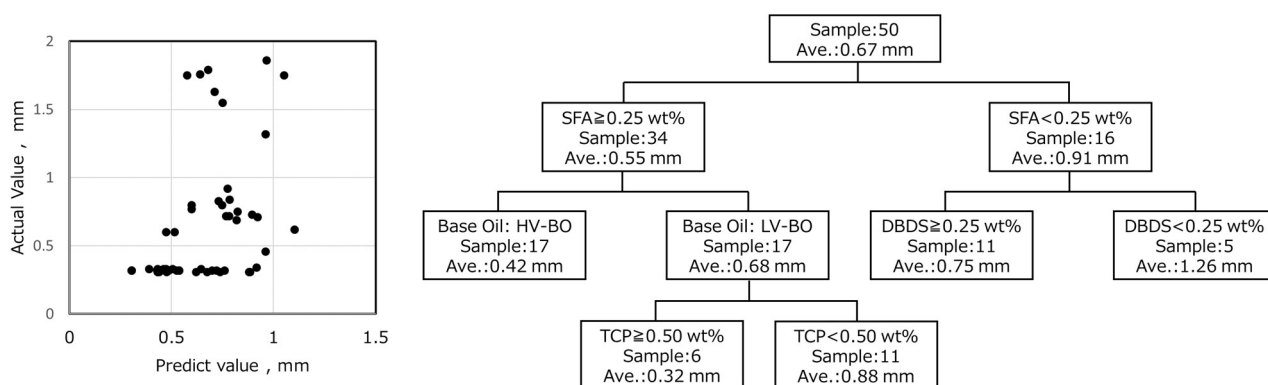 2
1.5
1
0.5
0
0
0.5
1
1.5
Actual Value , mm
Predict value , mm
Sample:50
Ave.:0.67 mm
SFA≧0.25 wt%
Sample:34
Ave.:0.55 mm
SFA<0.25 wt%
Sample:16
Ave.:0.91 mm
Base Oil: HV-BO
Sample:17
Ave.:0.42 mm
Base Oil: LV-BO
Sample:17
Ave.:0.68 mm
DBDS≧0.25 wt%
Sample:11
Ave.:0.75 mm
DBDS<0.25 wt%
Sample:5
Ave.:1.26 mm
TCP≧0.50 wt%
Sample:6
Ave.:0.32 mm
TCP<0.50 wt%
Sample:11
Ave.:0.88 mm